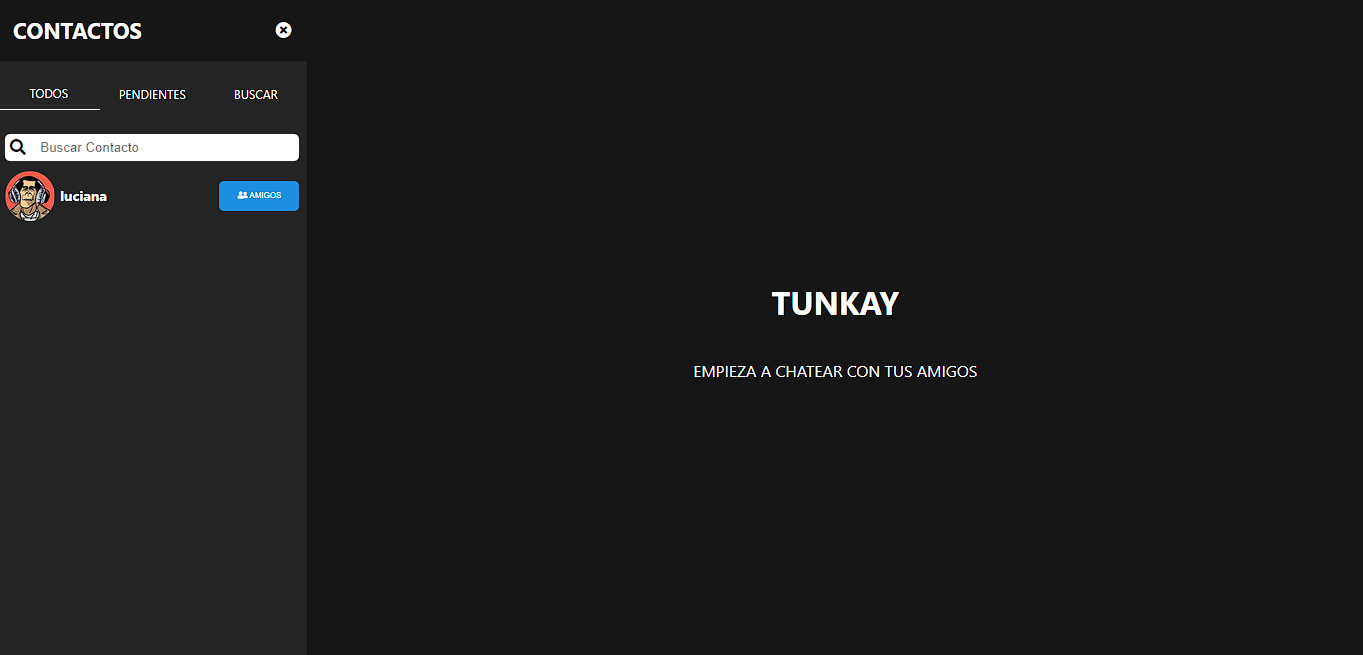 CONTACTOS
TODOS PENDIENTES BUSCAR
Buscar Contacto
luciana AMIGOS
TUNKAY
EMPIEZA A CHATEAR CON TUS AMIGOS